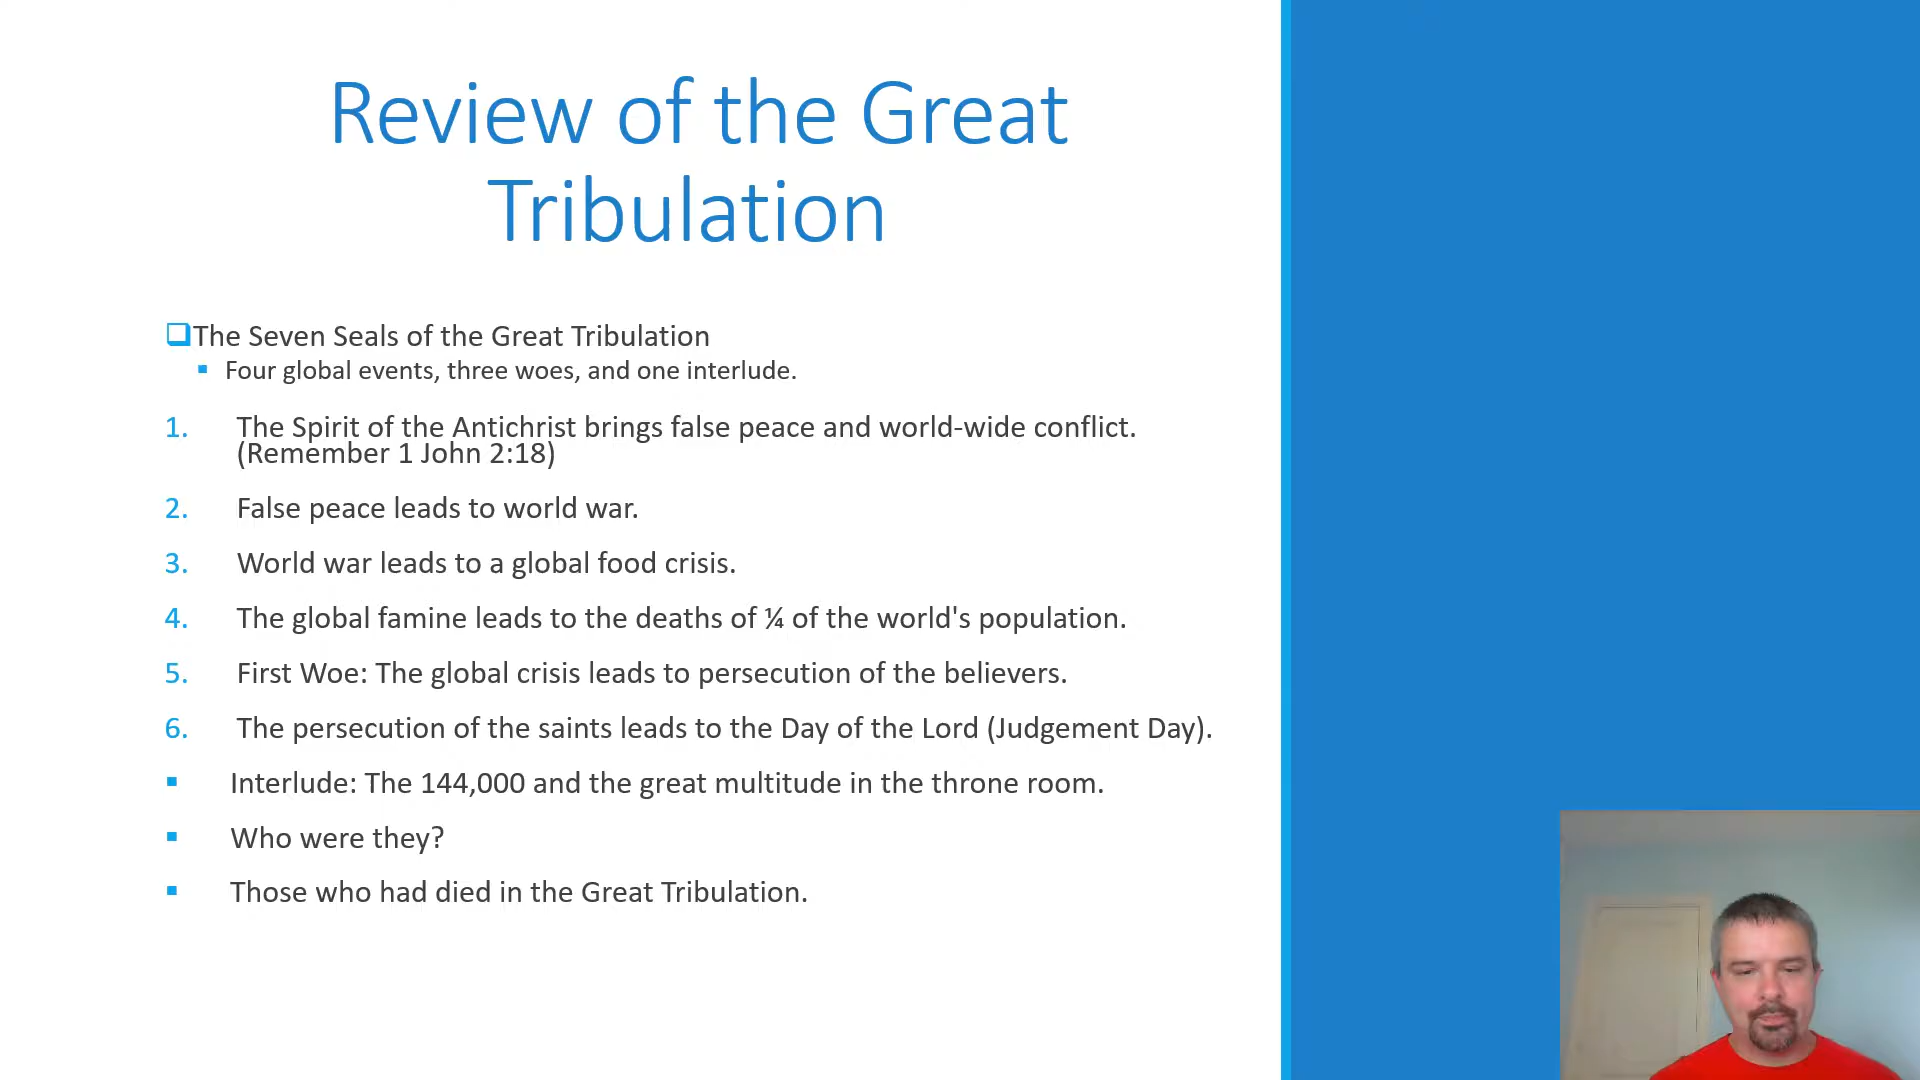 Review of the Great
Tribulation
The Seven Seals of the Great Tribulation
Four global events, three woes, and one interlude.
1. The Spirit of the Antichrist brings false peace and world-wide conflict.
(Remember 1 John 2:18)
2. False peace leads to world war.
3. World war leads to a global food crisis.
4. The global famine leads to the deaths of ¼ of the world's population.
5. First Woe: The global crisis leads to persecution of the believers.
6. The persecution of the saints leads to the Day of the Lord (Judgement Day).
Interlude: The 144,000 and the great multitude in the throne room.
Who were they?
Those who had died in the Great Tribulation.